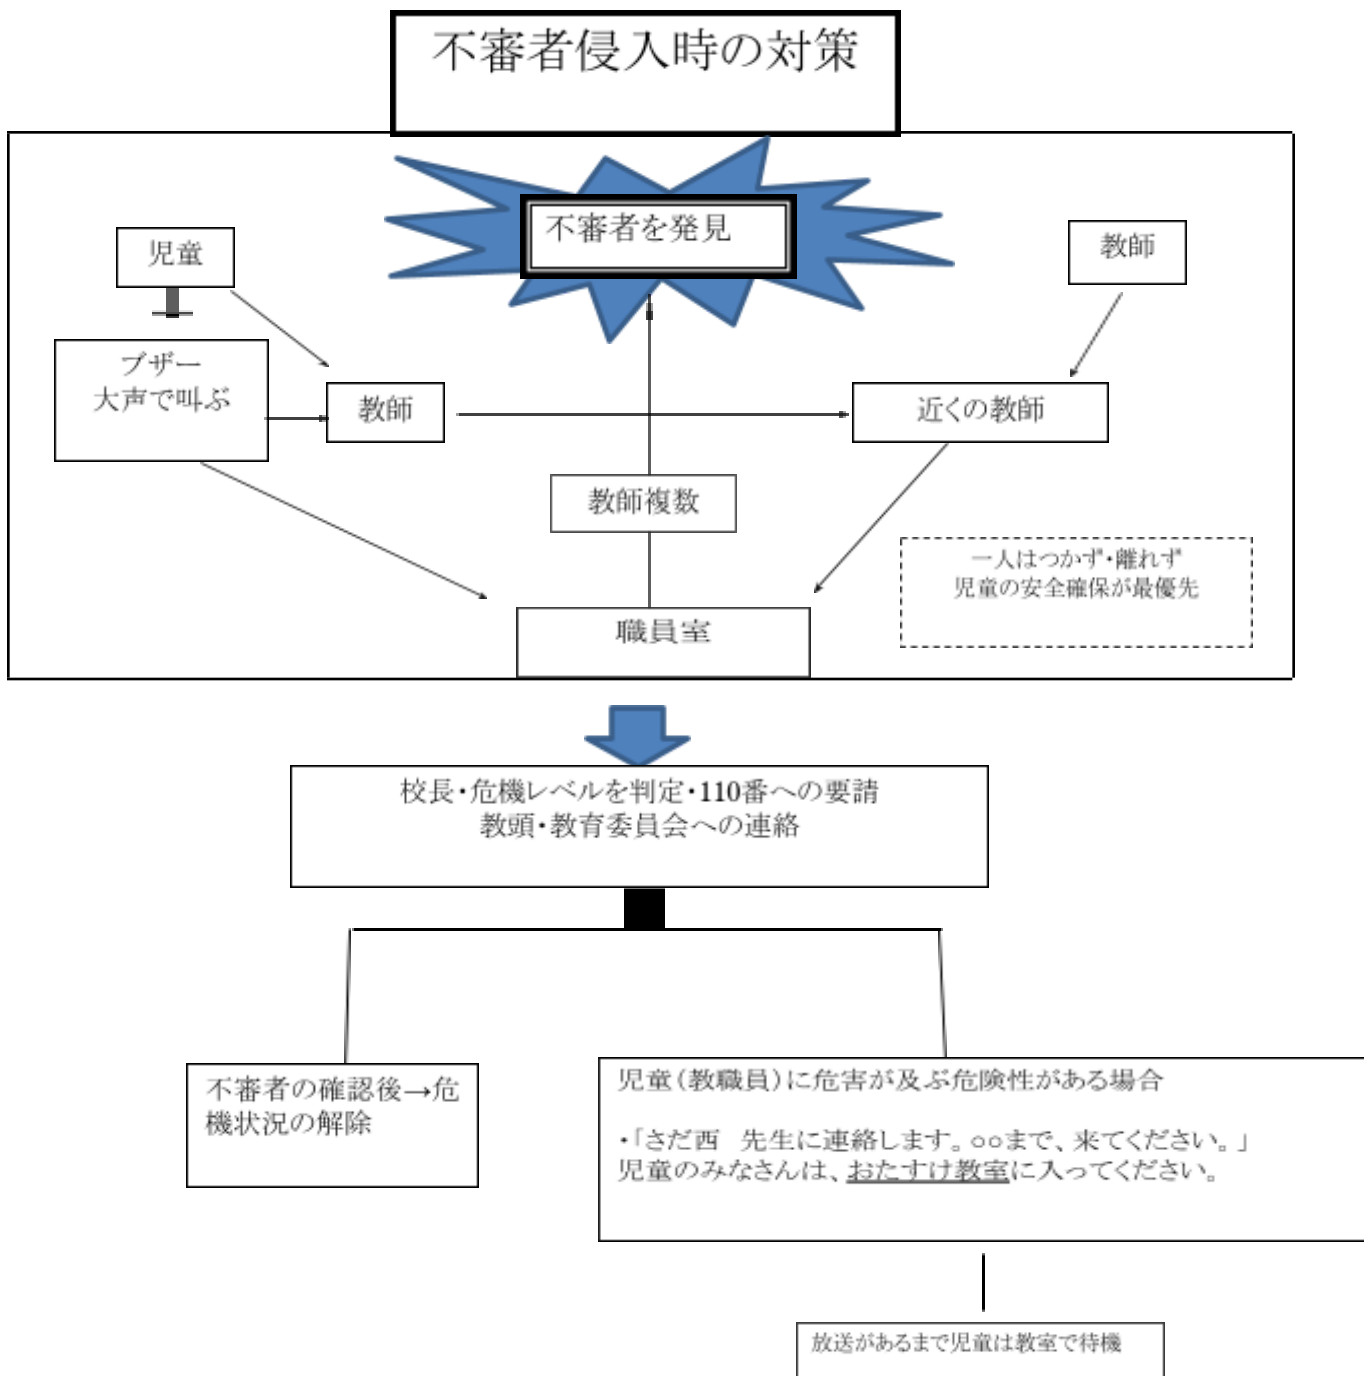 不審者侵入時の対策
不審者を発見
児童
教師
ブザー
大声で叫ぶ
教師
近くの教師
教師複数
一人はつかず・離れず
児童の安全確保が最優先
職員室
校長・危機レベルを判定・110番への要請
教頭・教育委員会への連絡
不審者の確認後→危
機状況の解除
児童(教職員)に危害が及ぶ危険性がある場合
・「さだ西　先生に連絡します。○○まで、来てください。」
児童のみなさんは、おたすけ教室に入ってください。
放送があるまで児童は教室で待機